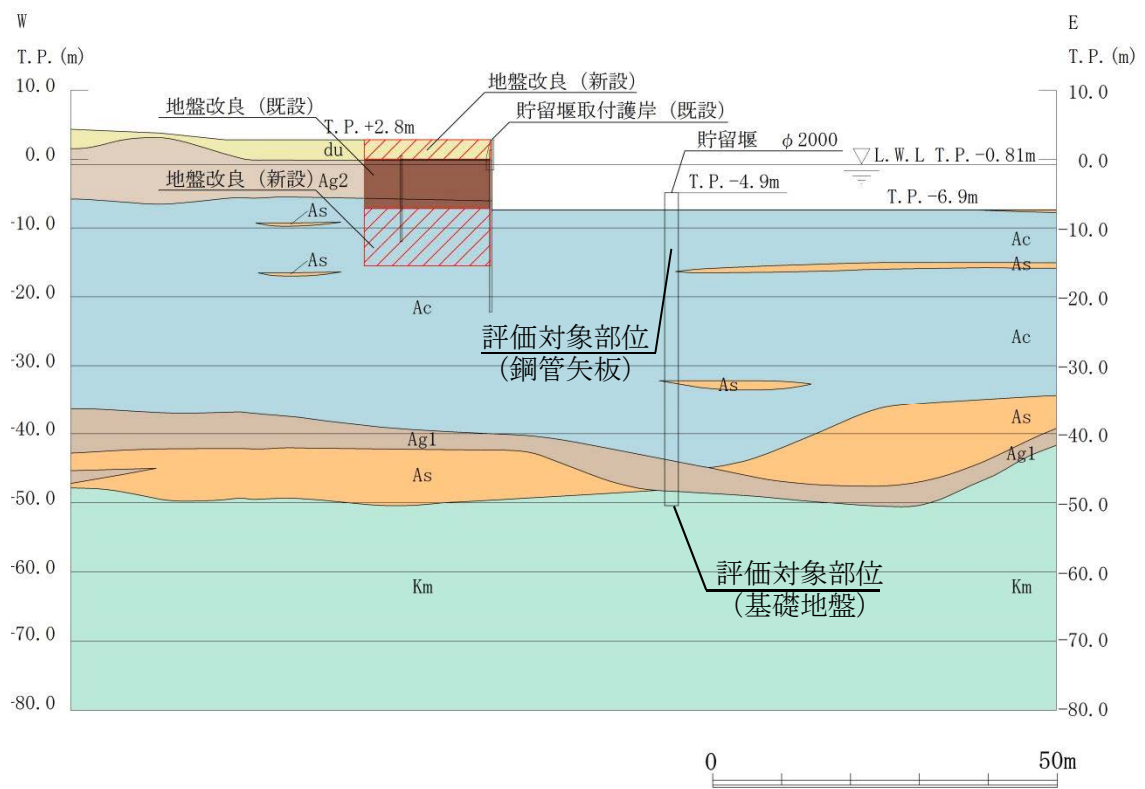 W
E
T.P.(m)
T.P.(m)
10.0
10.0
地盤改良（新設）
地盤改良（既設）
貯留堰取付護岸（既設）
T.P.+2.8m
貯留堰 φ2000
du
L.W.L T.P.-0.81m
0.0
0.0
地盤改良（新設）
Ag2
T.P.-4.9m
T.P.-6.9m
As
-10.0
-10.0
Ac
As
As
-20.0
-20.0
Ac
評価対象部位
(鋼管矢板)
Ac
-30.0
-30.0
As
As
-40.0
-40.0
Ag1
Ag1
As
-50.0
-50.0
評価対象部位
(基礎地盤)
-60.0
-60.0
Km
Km
-70.0
-70.0
-80.0
-80.0
0
50m